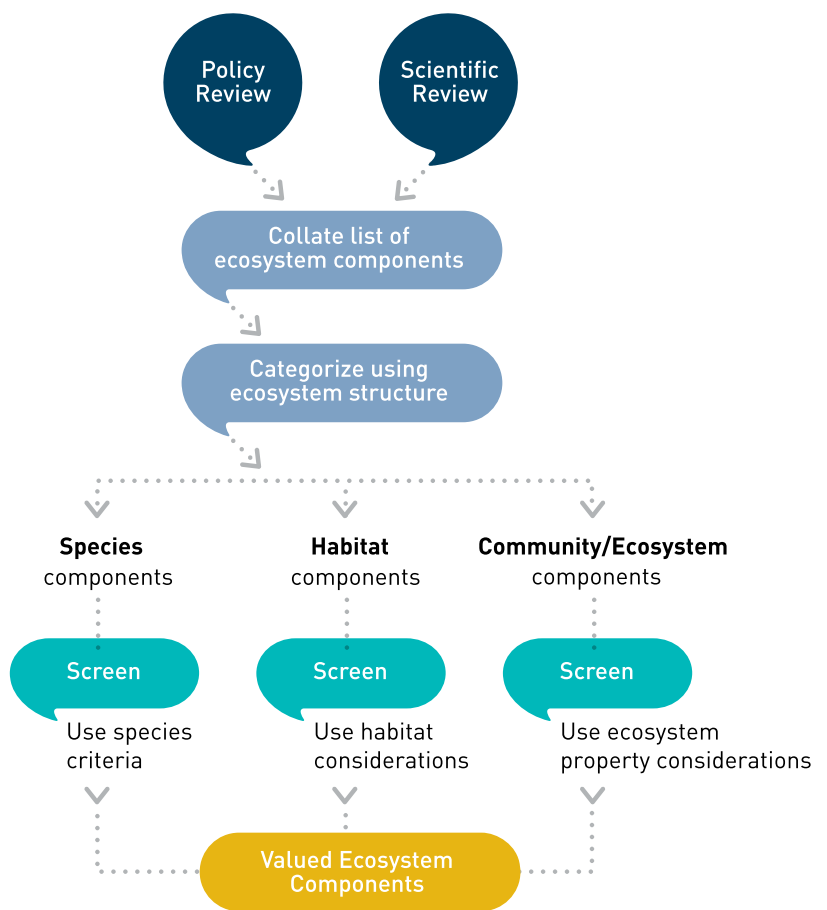 Policy
Review
Scientific
Review
Collate list of
ecosystem components
Categorize using
ecosystem structure
Species
components
Habitat
components
Community/Ecosystem
components
Screen
Use species
criteria
Screen
Use habitat
considerations
Screen
Use ecosystem
property considerations
Valued Ecosystem
Components